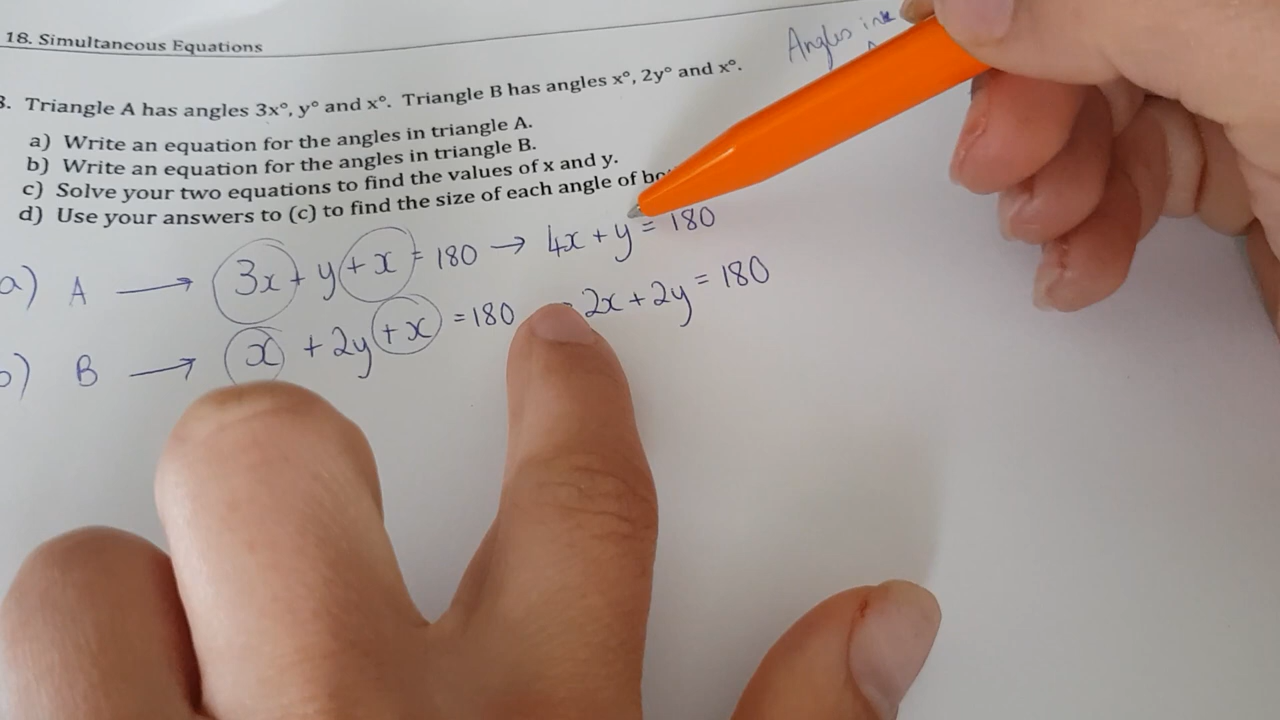 18. Simultaneous Equations
Angles in
3. Triangle A has angles 3x°, y° and x°. Triangle B has angles x°, 2y° and x°.
a) Write an equation for the angles in triangle A.
b) Write an equation for the angles in triangle B.
c) Solve your two equations to find the values of x and y.
d) Use your answers to (c) to find the size of each angle of
a) A → 3x + y + x = 180 → 4x + y = 180
b) B → x + 2y + x = 180 2x + 2y = 180